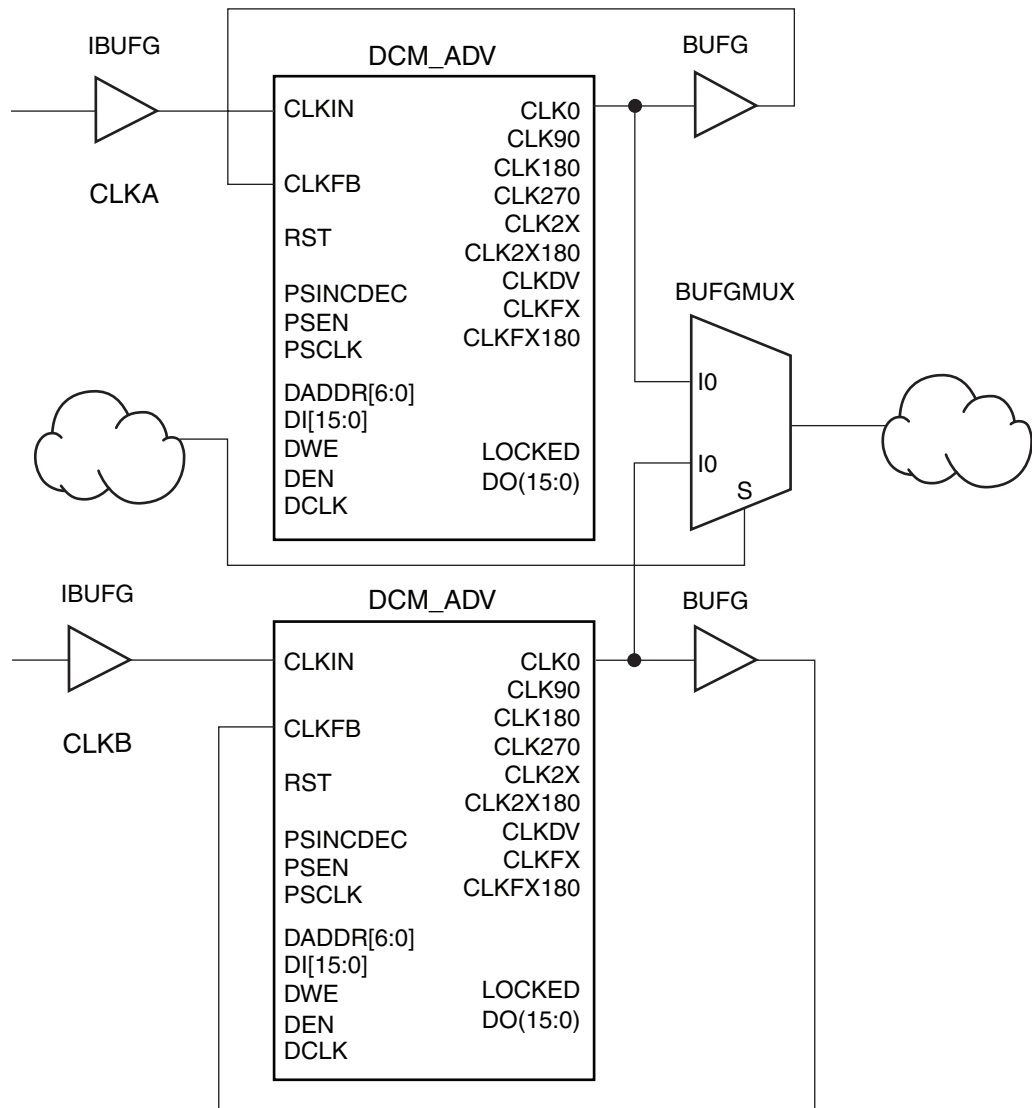 IBUFG
CLKA
DCM_ADV
CLKIN
CLKFB
RST
PSINCDEC
PSEN
PSCLK
DADDR[6:0]
DI[15:0]
DWE
DEN
DCLK
CLK0
CLK90
CLK180
CLK270
CLK2X
CLK2X180
CLKDV
CLKFX
CLKFX180
LOCKED
DO(15:0)
BUFG
BUFGMUX
I0
I0
S
IBUFG
CLKB
DCM_ADV
CLKIN
CLKFB
RST
PSINCDEC
PSEN
PSCLK
DADDR[6:0]
DI[15:0]
DWE
DEN
DCLK
CLK0
CLK90
CLK180
CLK270
CLK2X
CLK2X180
CLKDV
CLKFX
CLKFX180
LOCKED
DO(15:0)
BUFG